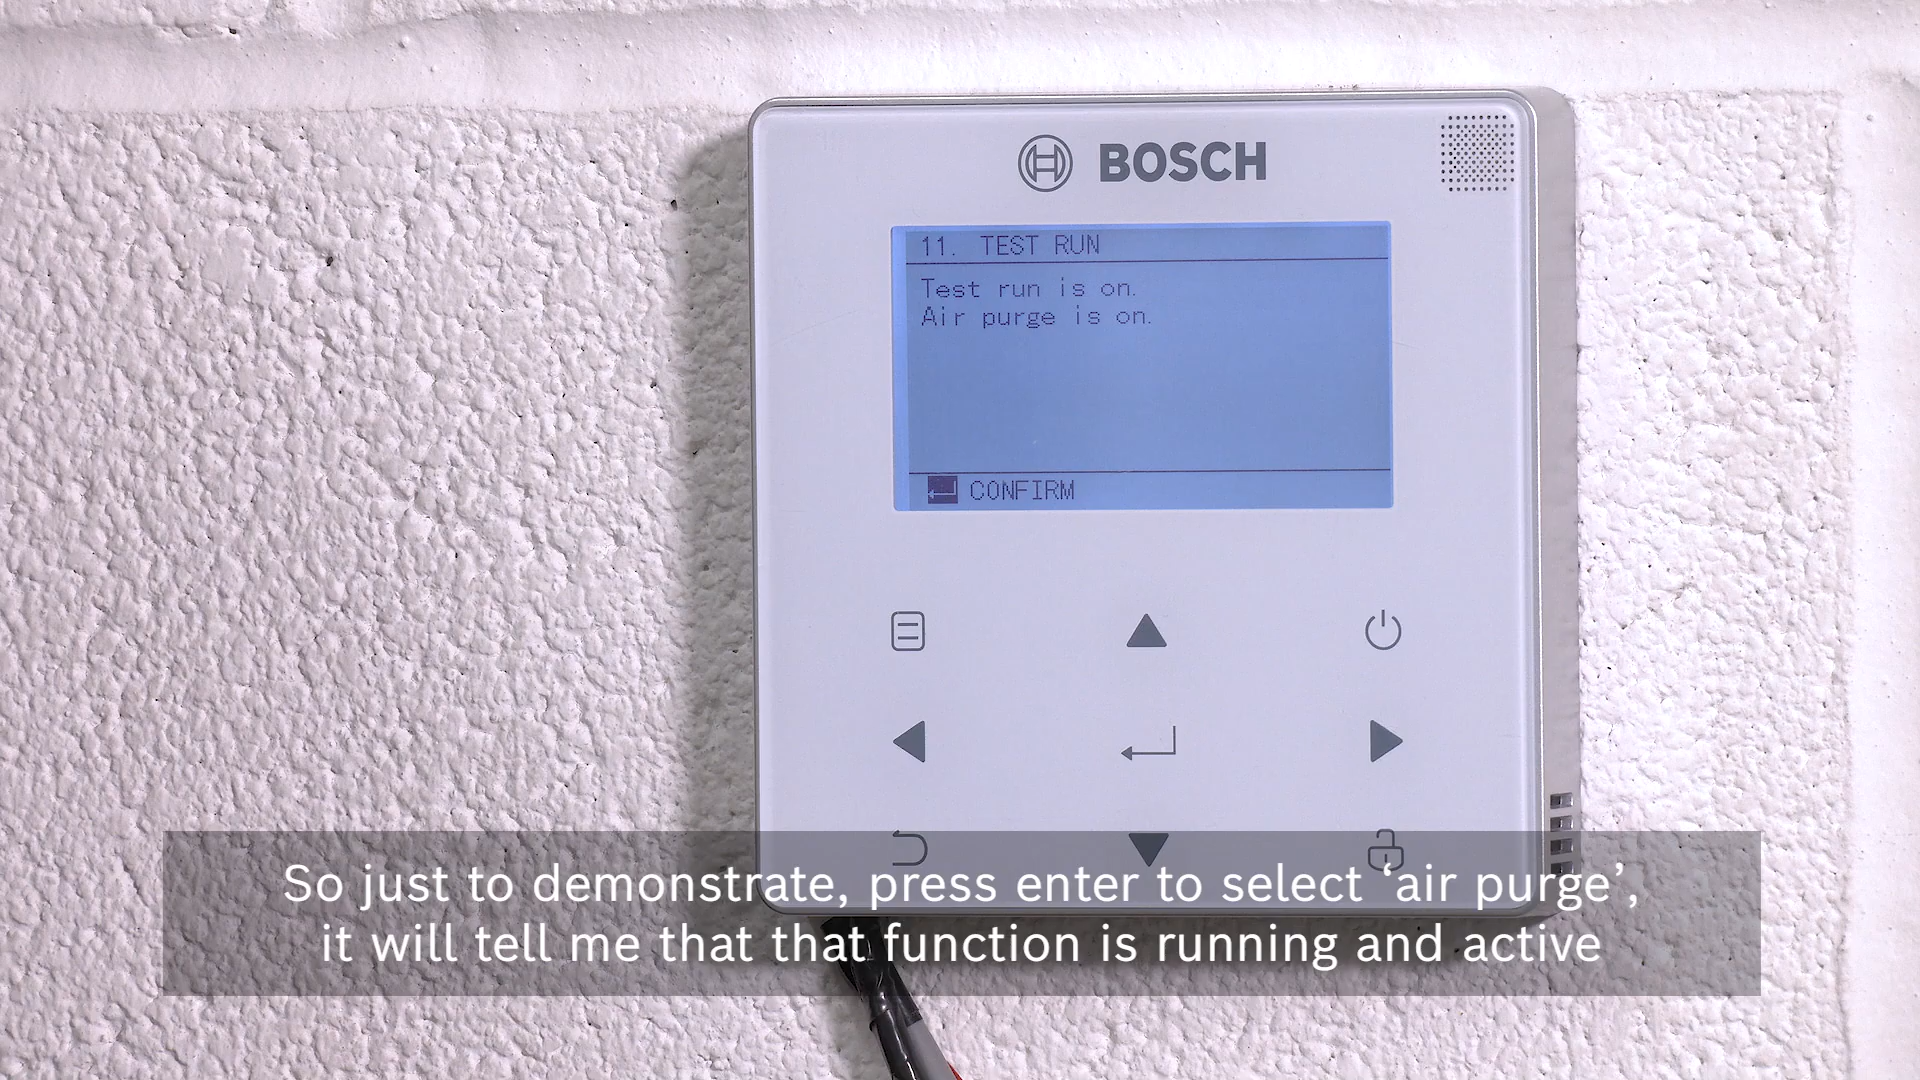 BOSCH
11. TEST RUN
Test run is on.
Air purge is on.
CONFIRM
So just to demonstrate, press enter to select ‘air purge’,
it will tell me that that function is running and active